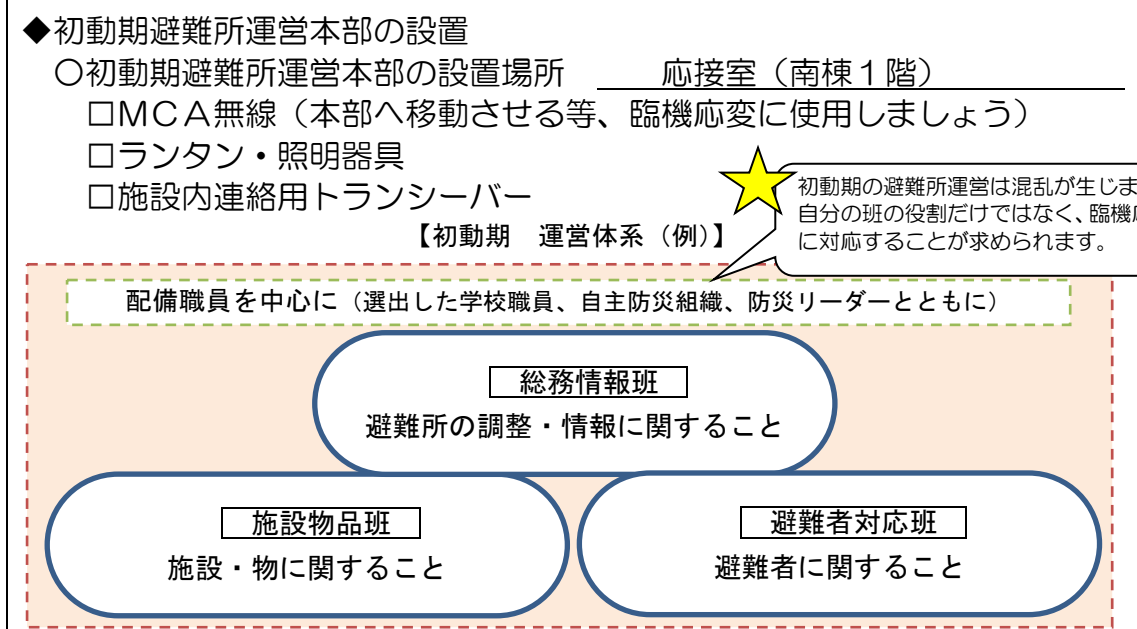 ◆初動期避難所運営本部の設置
〇初動期避難所運営本部の設置場所　　応接室（南棟１階）
□ＭＣＡ無線（本部へ移動させる等、臨機応変に使用しましょう）
□ランタン・照明器具
□施設内連絡用トランシーバー
初動期の避難所運営は混乱が生じま
自分の班の役割だけではなく、臨機
に対応することが求められます。
【初動期　運営体系（例）】
配備職員を中心に（選出した学校職員、自主防災組織、防災リーダーとともに）
総務情報班
避難所の調整・情報に関すること
施設物品班
施設・物に関すること
避難者対応班
避難者に関すること